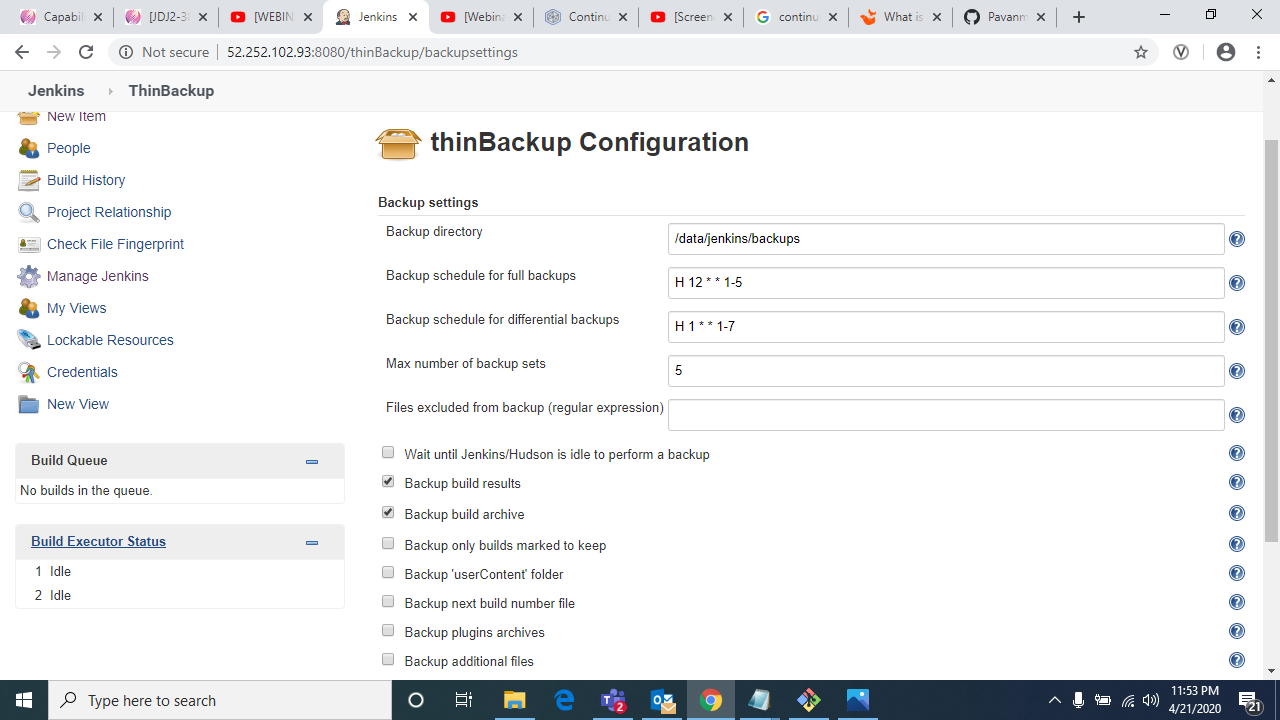 Capabil
[JDJ2-30
[WEBIN
Jenkins
[Webina
Continu
[Screen
continu
What is
Pavanm
Not secure
52.252.102.93:8080/thinBackup/backupsettings
Jenkins
ThinBackup
New Item
People
Build History
Project Relationship
Check File Fingerprint
Manage Jenkins
My Views
Lockable Resources
Credentials
New View
Build Queue
No builds in the queue.
Build Executor Status
1 Idle
2 Idle
thinBackup Configuration
Backup settings
Backup directory
/data/jenkins/backups
Backup schedule for full backups
H 12 * * 1-5
Backup schedule for differential backups
H 1 * * 1-7
Max number of backup sets
5
Files excluded from backup (regular expression)
Wait until Jenkins/Hudson is idle to perform a backup
Backup build results
Backup build archive
Backup only builds marked to keep
Backup 'userContent' folder
Backup next build number file
Backup plugins archives
Backup additional files
Type here to search
2
11:53 PM
4/21/2020
21